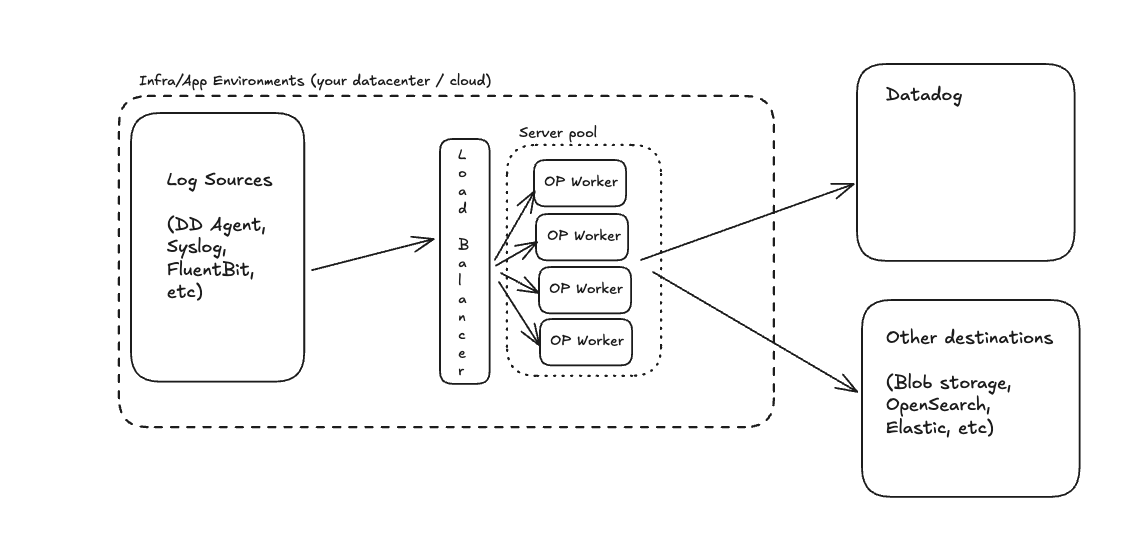 Infra/App Environments (your datacenter / cloud)
Log Sources
(DD Agent,
Syslog,
FluentBit,
etc)
Load Balancer
Server pool
OP Worker
OP Worker
OP Worker
OP Worker
Datadog
Other destinations
(Blob storage,
OpenSearch,
Elastic, etc)